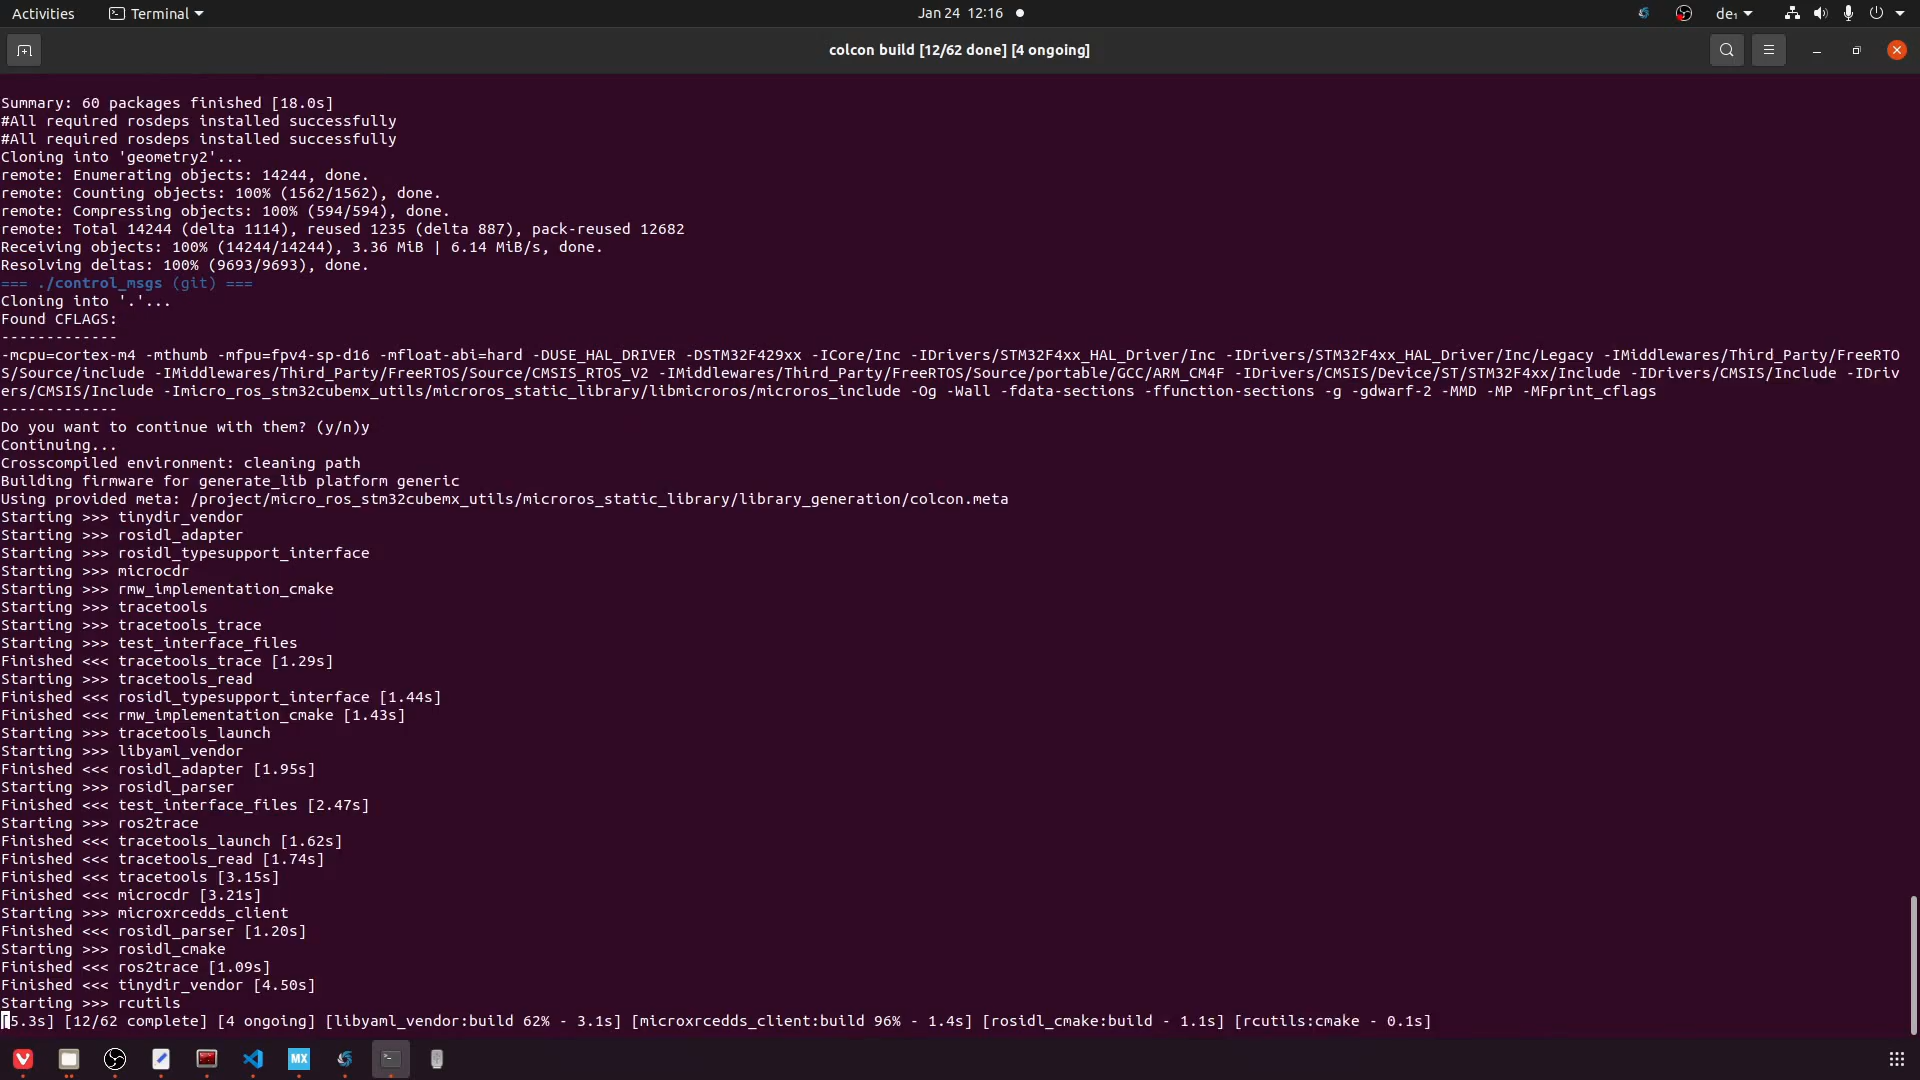 Activities
Terminal
Jan 24 12:16
de₁
colcon build [12/62 done] [4 ongoing]
Summary: 60 packages finished [18.0s]
#All required rosdeps installed successfully
#All required rosdeps installed successfully
Cloning into 'geometry2'...
remote: Enumerating objects: 14244, done.
remote: Counting objects: 100% (1562/1562), done.
remote: Compressing objects: 100% (594/594), done.
remote: Total 14244 (delta 1114), reused 1235 (delta 887), pack-reused 12682
Receiving objects: 100% (14244/14244), 3.36 MiB | 6.14 MiB/s, done.
Resolving deltas: 100% (9693/9693), done.
=== ./control_msgs (git) ===
Cloning into '.'...
Found CFLAGS:
-------------
-mcpu=cortex-m4 -mthumb -mfpu=fpv4-sp-d16 -mfloat-abi=hard -DUSE_HAL_DRIVER -DSTM32F429xx -ICore/Inc -IDrivers/STM32F4xx_HAL_Driver/Inc -IDrivers/STM32F4xx_HAL_Driver/Inc/Legacy -IMiddlewares/Third_Party/FreeRTO
S/Source/include -IMiddlewares/Third_Party/FreeRTOS/Source/CMSIS_RTOS_V2 -IMiddlewares/Third_Party/FreeRTOS/Source/portable/GCC/ARM_CM4F -IDrivers/CMSIS/Device/ST/STM32F4xx/Include -IDrivers/CMSIS/Include -IDriv
ers/CMSIS/Include -Imicro_ros_stm32cubemx_utils/microros_static_library/libmicroros/microros_include -Og -Wall -fdata-sections -ffunction-sections -g -gdwarf-2 -MMD -MP -MFprint_cflags
-------------
Do you want to continue with them? (y/n)y
Continuing...
Crosscompiled environment: cleaning path
Building firmware for generate_lib platform generic
Using provided meta: /project/micro_ros_stm32cubemx_utils/microros_static_library/library_generation/colcon.meta
Starting >>> tinydir_vendor
Starting >>> rosidl_adapter
Starting >>> rosidl_typesupport_interface
Starting >>> microcdr
Starting >>> rmw_implementation_cmake
Starting >>> tracetools
Starting >>> tracetools_trace
Starting >>> test_interface_files
Finished <<< tracetools_trace [1.29s]
Starting >>> tracetools_read
Finished <<< rosidl_typesupport_interface [1.44s]
Finished <<< rmw_implementation_cmake [1.43s]
Starting >>> tracetools_launch
Starting >>> libyaml_vendor
Finished <<< rosidl_adapter [1.95s]
Starting >>> rosidl_parser
Finished <<< test_interface_files [2.47s]
Starting >>> ros2trace
Finished <<< tracetools_launch [1.62s]
Finished <<< tracetools_read [1.74s]
Finished <<< tracetools [3.15s]
Finished <<< microcdr [3.21s]
Starting >>> microxrcedds_client
Finished <<< rosidl_parser [1.20s]
Starting >>> rosidl_cmake
Finished <<< ros2trace [1.09s]
Finished <<< tinydir_vendor [4.50s]
Starting >>> rcutils
[5.3s] [12/62 complete] [4 ongoing] [libyaml_vendor:build 62% - 3.1s] [microxrcedds_client:build 96% - 1.4s] [rosidl_cmake:build - 1.1s] [rcutils:cmake - 0.1s]
MX